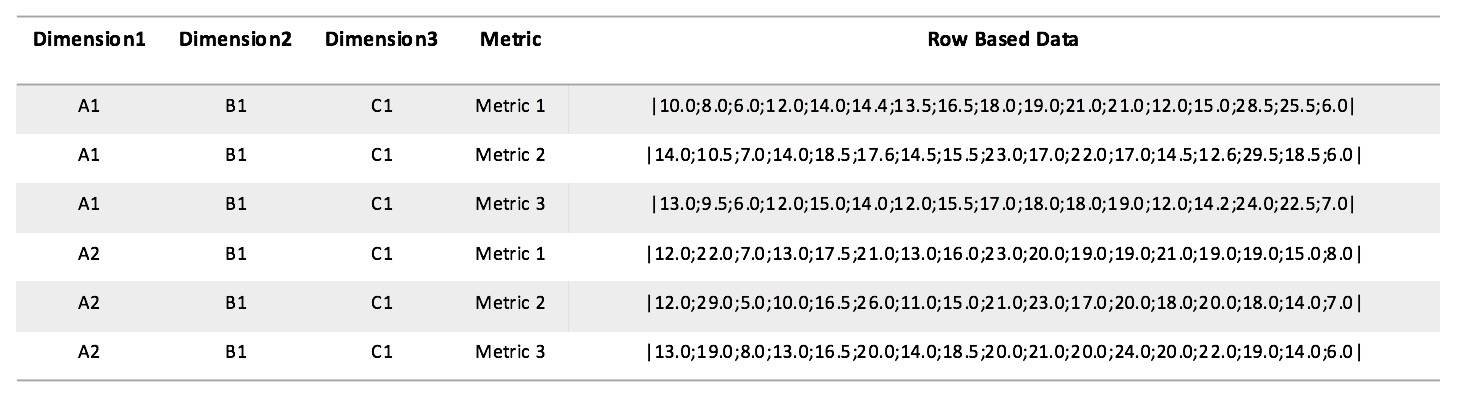 Dimension1 Dimension2 Dimension3 Metric Row Based Data
A1 B1 C1 Metric 1 |10.0;8.0;6.0;12.0;14.0;14.4;13.5;16.5;18.0;19.0;21.0;21.0;12.0;15.0;28.5;25.5;6.0|
A1 B1 C1 Metric 2 |14.0;10.5;7.0;14.0;18.5;17.6;14.5;15.5;23.0;17.0;22.0;17.0;14.5;12.6;29.5;18.5;6.0|
A1 B1 C1 Metric 3 |13.0;9.5;6.0;12.0;15.0;14.0;12.0;15.5;17.0;18.0;18.0;19.0;12.0;14.2;24.0;22.5;7.0|
A2 B1 C1 Metric 1 |12.0;22.0;7.0;13.0;17.5;21.0;13.0;16.0;23.0;20.0;19.0;19.0;21.0;19.0;19.0;15.0;8.0|
A2 B1 C1 Metric 2 |12.0;29.0;5.0;10.0;16.5;26.0;11.0;15.0;21.0;23.0;17.0;20.0;18.0;20.0;18.0;14.0;7.0|
A2 B1 C1 Metric 3 |13.0;19.0;8.0;13.0;16.5;20.0;14.0;18.5;20.0;21.0;20.0;24.0;20.0;22.0;19.0;14.0;6.0|